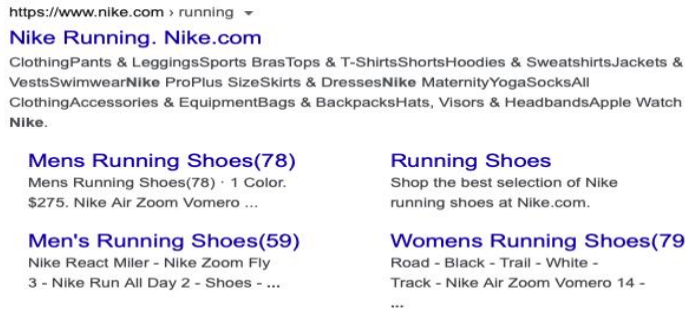 https://www.nike.com › running
Nike Running. Nike.com
ClothingPants & LeggingsSports BrasTops & T-ShirtsShortsHoodies & SweatshirtsJackets &
VestsSwimwearNike ProPlus SizeSkirts & DressesNike MaternityYogaSocksAll
ClothingAccessories & EquipmentBags & BackpacksHats, Visors & HeadbandsApple Watch
Nike.
Mens Running Shoes(78)
Mens Running Shoes(78) · 1 Color.
$275. Nike Air Zoom Vomero ...
Running Shoes
Shop the best selection of Nike
running shoes at Nike.com.
Men's Running Shoes(59)
Nike React Miler - Nike Zoom Fly
3 - Nike Run All Day 2 - Shoes - ...
Womens Running Shoes(79
Road - Black - Trail - White -
Track - Nike Air Zoom Vomero 14 -
...